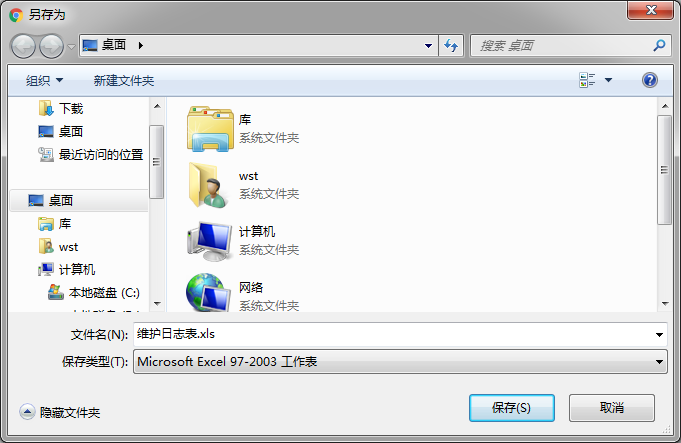 另存为
桌面
搜索 桌面
组织
新建文件夹
下载
桌面
最近访问的位置
桌面
库
wst
计算机
本地磁盘 (C:)
库
系统文件夹
wst
系统文件夹
计算机
系统文件夹
网络
系统文件夹
文件名(N):
维护日志表.xls
保存类型(T):
Microsoft Excel 97-2003 工作表
隐藏文件夹
保存(S)
取消